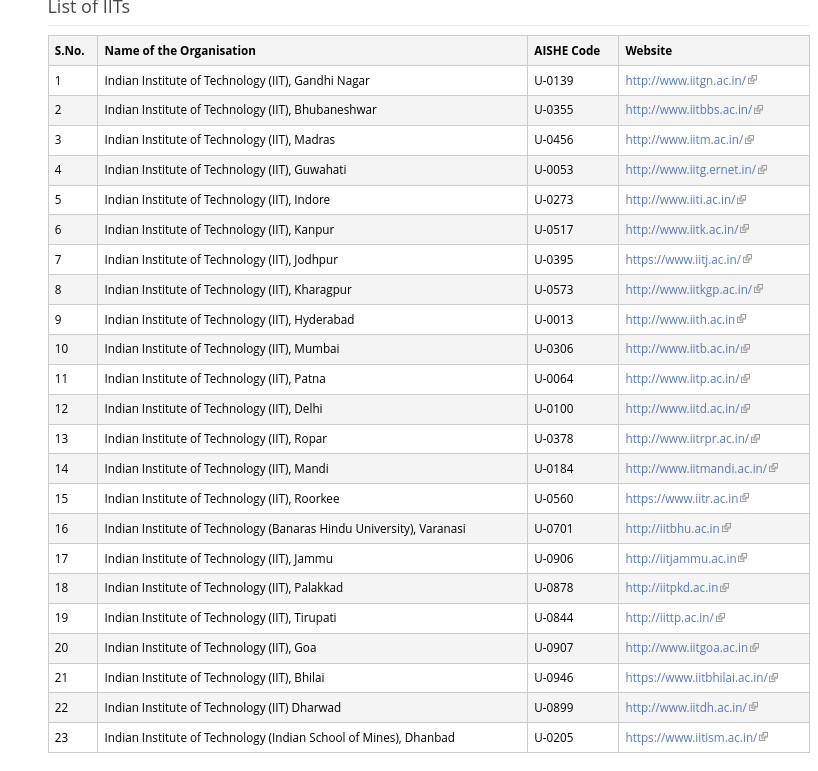 List of IITs
S.No. Name of the Organisation AISHE Code Website
1 Indian Institute of Technology (IIT), Gandhi Nagar U-0139 http://www.iitgn.ac.in/
2 Indian Institute of Technology (IIT), Bhubaneshwar U-0355 http://www.iitbbs.ac.in/
3 Indian Institute of Technology (IIT), Madras U-0456 http://www.iitm.ac.in/
4 Indian Institute of Technology (IIT), Guwahati U-0053 http://www.iitg.ernet.in/
5 Indian Institute of Technology (IIT), Indore U-0273 http://www.iiti.ac.in/
6 Indian Institute of Technology (IIT), Kanpur U-0517 http://www.iitk.ac.in/
7 Indian Institute of Technology (IIT), Jodhpur U-0395 https://www.iitj.ac.in/
8 Indian Institute of Technology (IIT), Kharagpur U-0573 http://www.iitkgp.ac.in/
9 Indian Institute of Technology (IIT), Hyderabad U-0013 http://www.iith.ac.in
10 Indian Institute of Technology (IIT), Mumbai U-0306 http://www.iitb.ac.in/
11 Indian Institute of Technology (IIT), Patna U-0064 http://www.iitp.ac.in/
12 Indian Institute of Technology (IIT), Delhi U-0100 http://www.iitd.ac.in/
13 Indian Institute of Technology (IIT), Ropar U-0378 http://www.iitrpr.ac.in/
14 Indian Institute of Technology (IIT), Mandi U-0184 http://www.iitmandi.ac.in/
15 Indian Institute of Technology (IIT), Roorkee U-0560 https://www.iitr.ac.in
16 Indian Institute of Technology (Banaras Hindu University), Varanasi U-0701 http://iitbhu.ac.in
17 Indian Institute of Technology (IIT), Jammu U-0906 http://iitjammu.ac.in
18 Indian Institute of Technology (IIT), Palakkad U-0878 http://iitpkd.ac.in
19 Indian Institute of Technology (IIT), Tirupati U-0844 http://iittp.ac.in/
20 Indian Institute of Technology (IIT), Goa U-0907 http://www.iitgoa.ac.in
21 Indian Institute of Technology (IIT), Bhilai U-0946 https://www.iitbhilai.ac.in/
22 Indian Institute of Technology (IIT) Dharwad U-0899 http://www.iitdh.ac.in/
23 Indian Institute of Technology (Indian School of Mines), Dhanbad U-0205 https://www.iitism.ac.in/